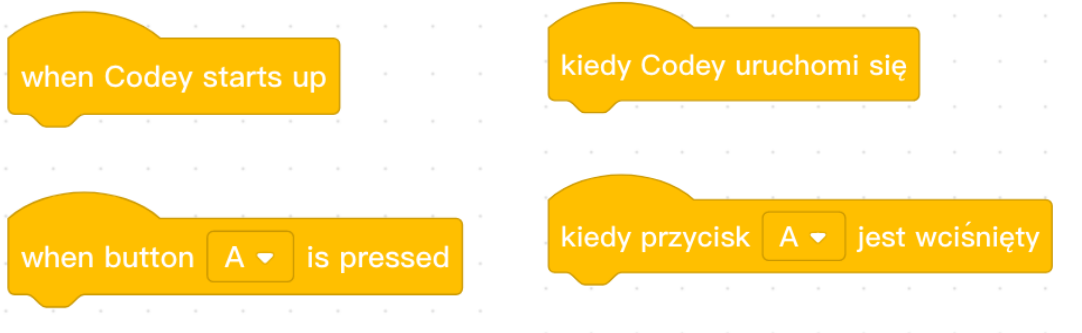 when Codey starts up
kiedy Codey uruchomi się
when button A is pressed
kiedy przycisk A jest wciśnięty